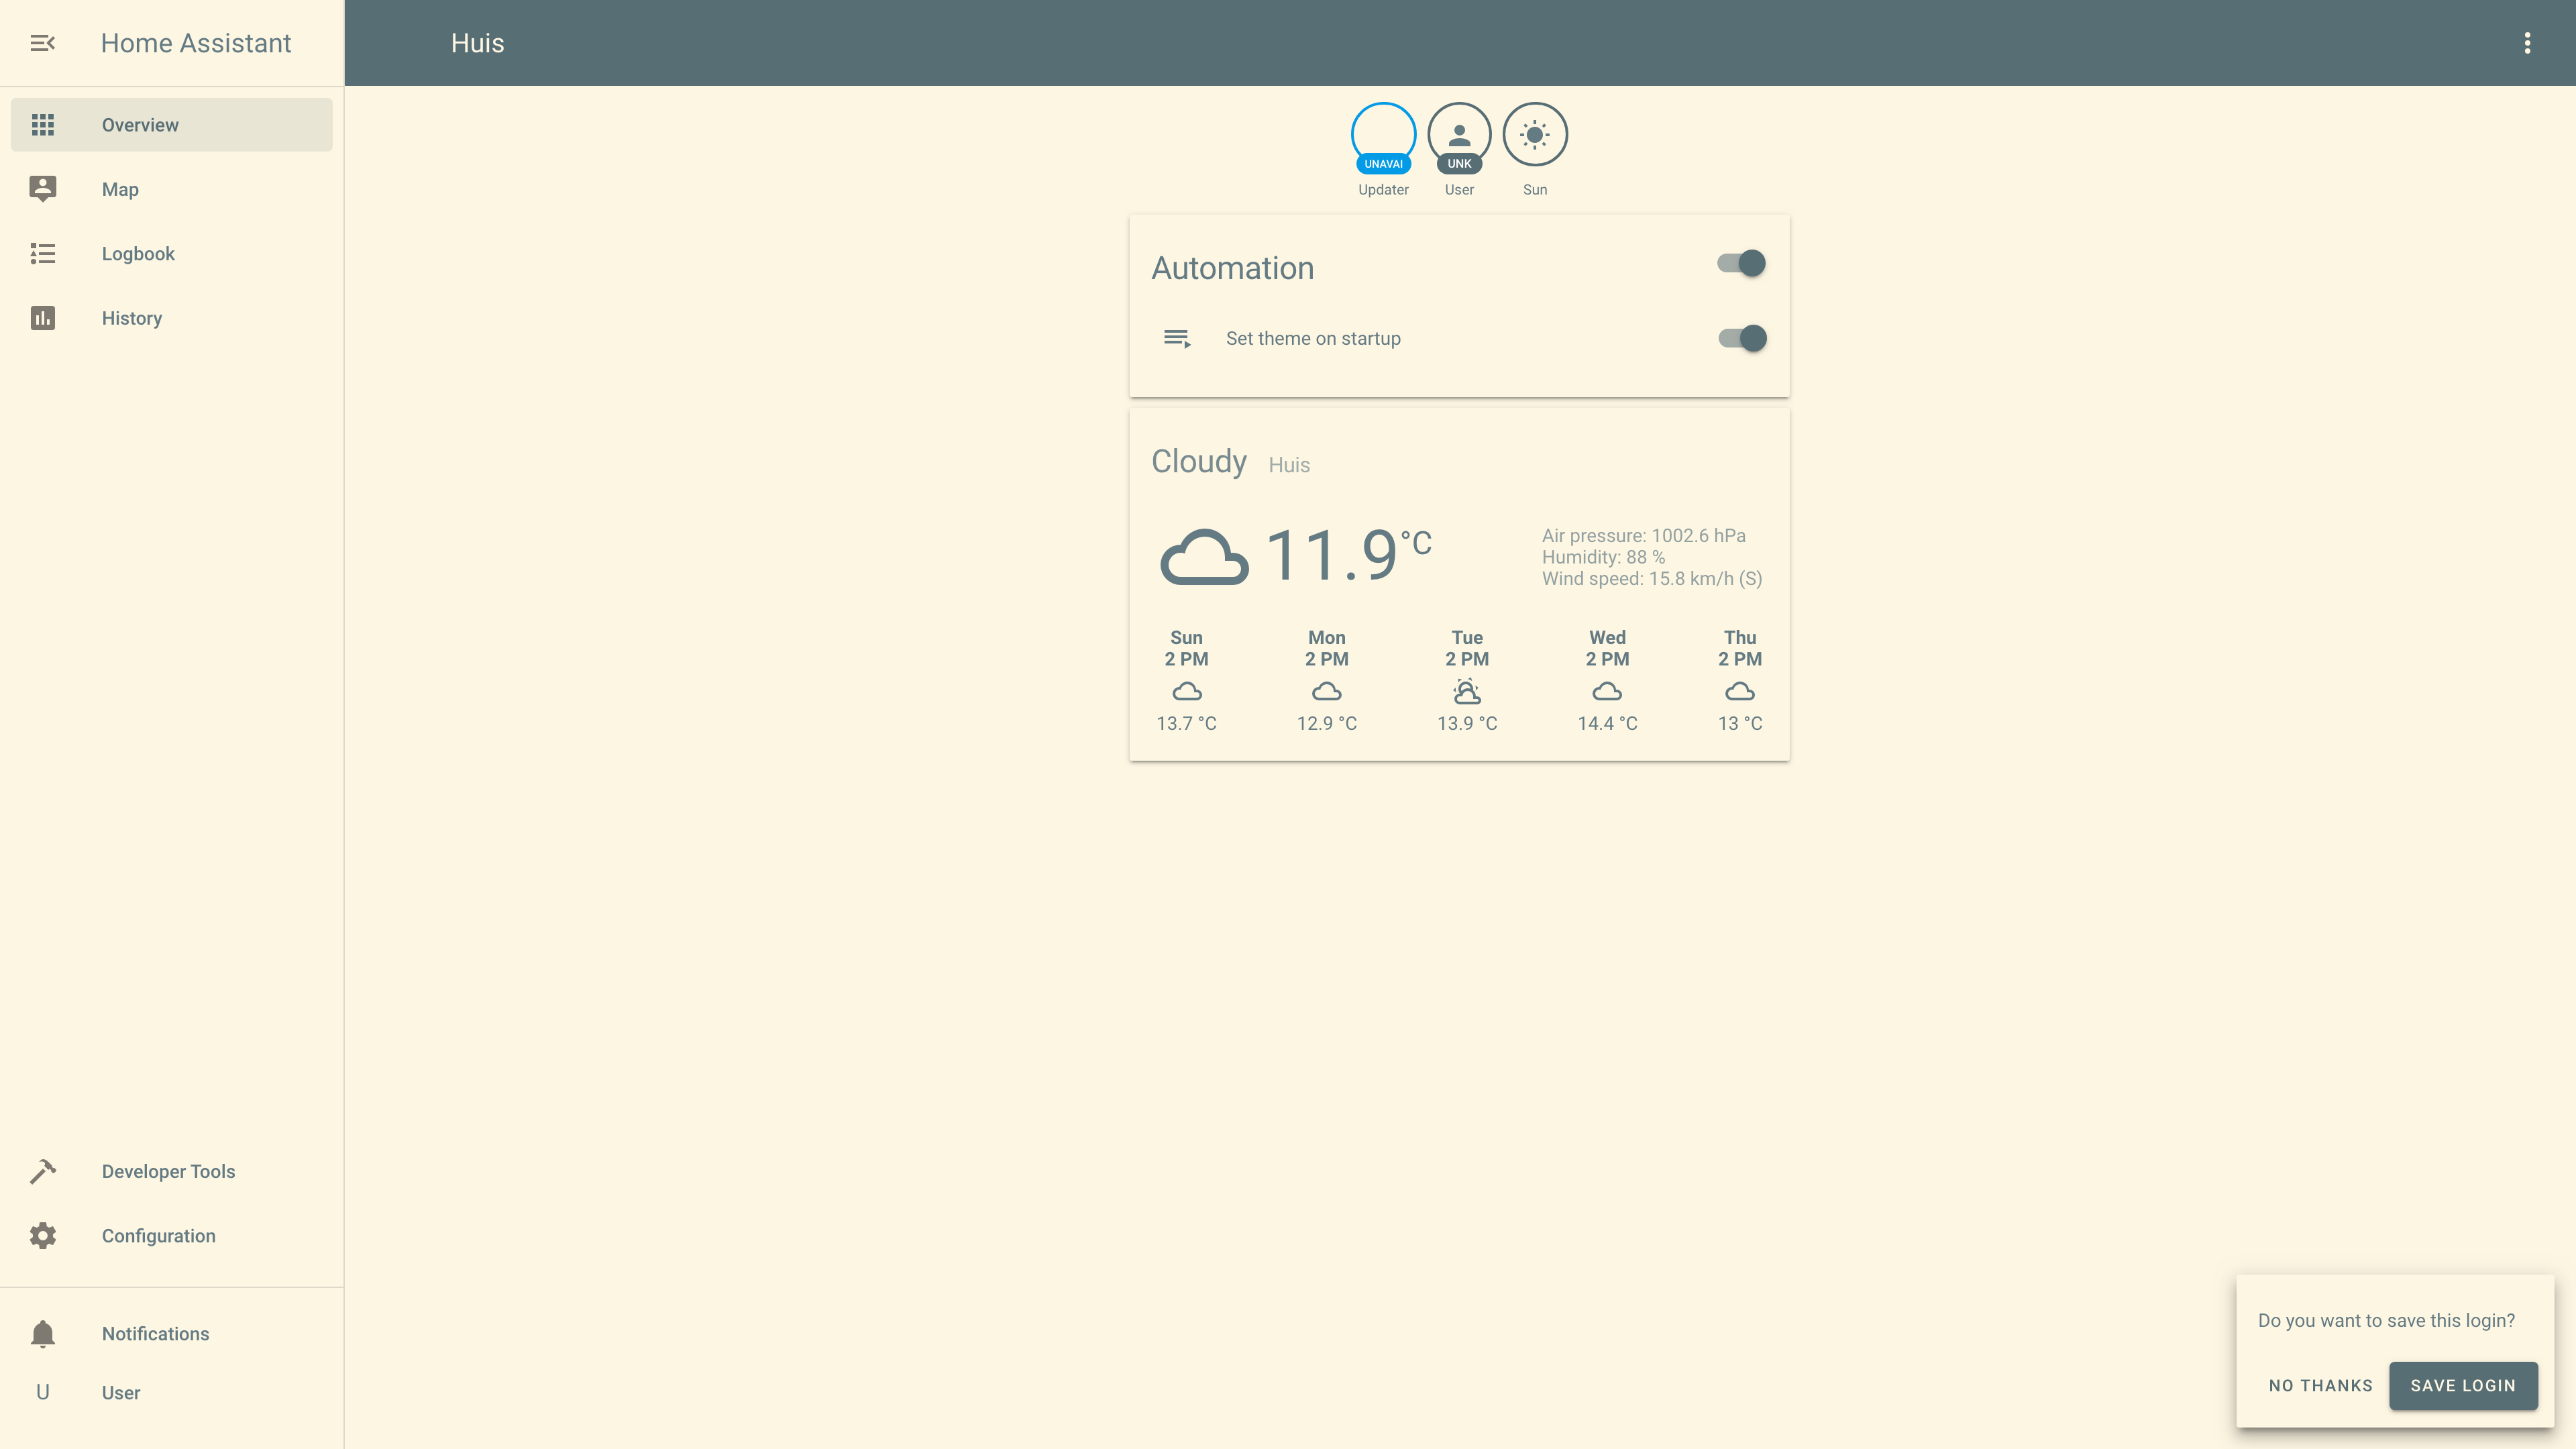 Home Assistant
Huis
Overview
Map
Logbook
History
Developer Tools
Configuration
Notifications
U User
UNAVAI UNK
Updater User Sun
Automation
Set theme on startup
Cloudy Huis
11.9 °C
Air pressure: 1002.6 hPa
Humidity: 88 %
Wind speed: 15.8 km/h (S)
Sun Mon Tue Wed Thu
2 PM 2 PM 2 PM 2 PM 2 PM
13.7 °C 12.9 °C 13.9 °C 14.4 °C 13 °C
Do you want to save this login?
NO THANKS SAVE LOGIN